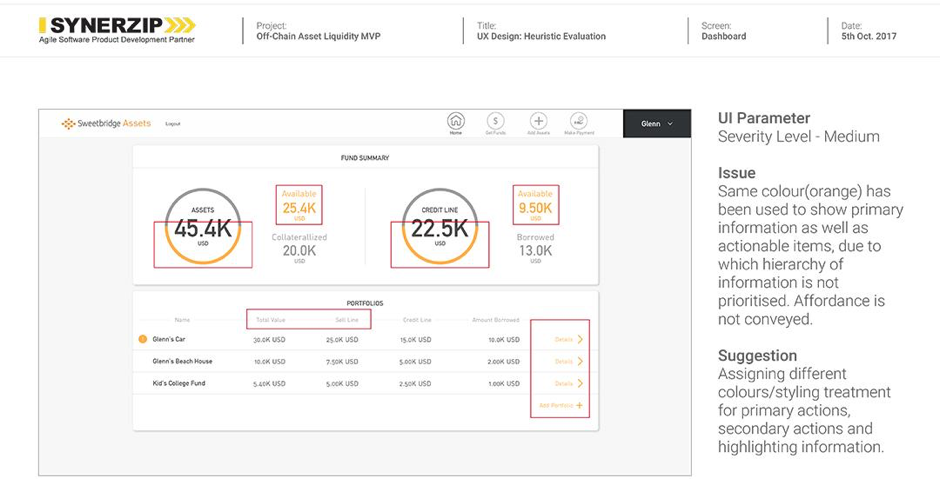 SYNERZIP
Agile Software Product Development Partner
Project:
Off-Chain Asset Liquidity MVP
Title:
UX Design: Heuristic Evaluation
Screen:
Dashboard
Date:
5th Oct. 2017
Sweetbridge Assets
Logout
Home
Get Funds
Add Assets
Make Payment
Glenn
FUND SUMMARY
ASSETS
45.4K
USD
Available
25.4K
USD
Collateralized
20.0K
USD
CREDIT LINE
22.5K
USD
Available
9.50K
USD
Borrowed
13.0K
USD
PORTFOLIOS
Name Total Value Sell Line Credit Line Amount Borrowed
Glenn's Car 30.0K USD 25.0K USD 15.0K USD 10.0K USD Details
Glenn's Beach House 10.0K USD 7.50K USD 5.00K USD 2.00K USD Details
Kid's College Fund 5.40K USD 5.00K USD 2.50K USD 1.00K USD Details
Add Portfolio +
UI Parameter
Severity Level - Medium
Issue
Same colour(orange) has
been used to show primary
information as well as
actionable items, due to
which hierarchy of
information is not
prioritised. Affordance is
not conveyed.
Suggestion
Assigning different
colours/styling treatment
for primary actions,
secondary actions and
highlighting information.